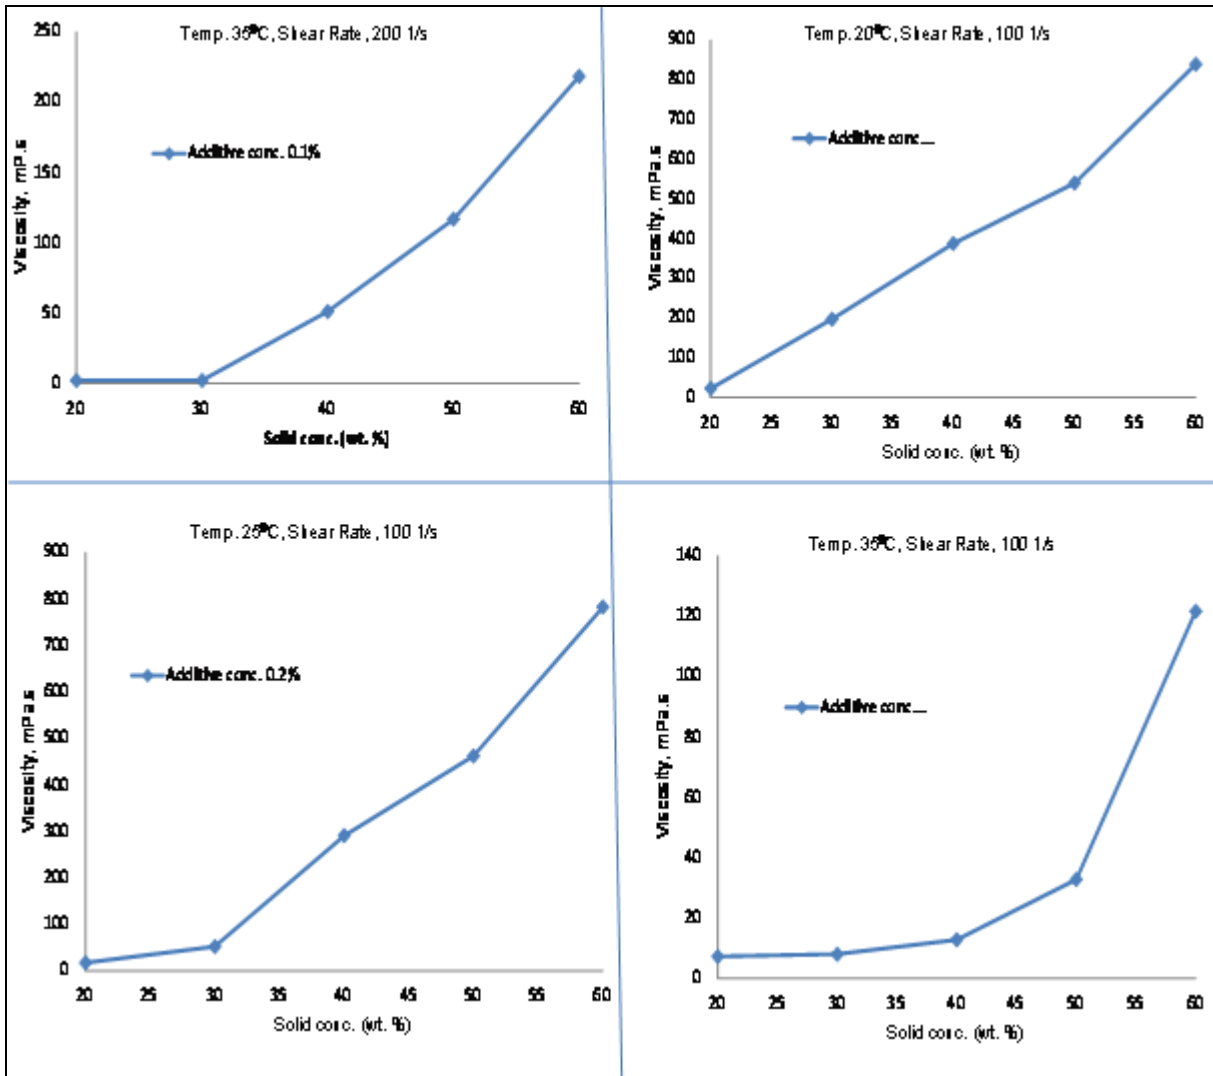 Temp. 35°C, Shear Rate, 200 1/s
250
200
150
100
50
0
Viscosity, mP.s
Additive conc. 0.1%
20 30 40 50 60
Solid conc. (wt. %)
Temp. 20°C, Shear Rate, 100 1/s
900
800
700
600
500
400
300
200
100
0
Viscosity, mPa.s
Additive conc....
20 25 30 35 40 45 50 55 60
Solid conc. (wt. %)
Temp. 25°C, Shear Rate, 100 1/s
900
800
700
600
500
400
300
200
100
0
Viscosity, mPa.s
Additive conc. 0.2%
20 25 30 35 40 45 50 55 60
Solid conc. (wt. %)
Temp. 35°C, Shear Rate, 100 1/s
140
120
100
80
60
40
20
0
Viscosity, mPa.s
Additive conc....
20 25 30 35 40 45 50 55 60
Solid conc. (wt. %)